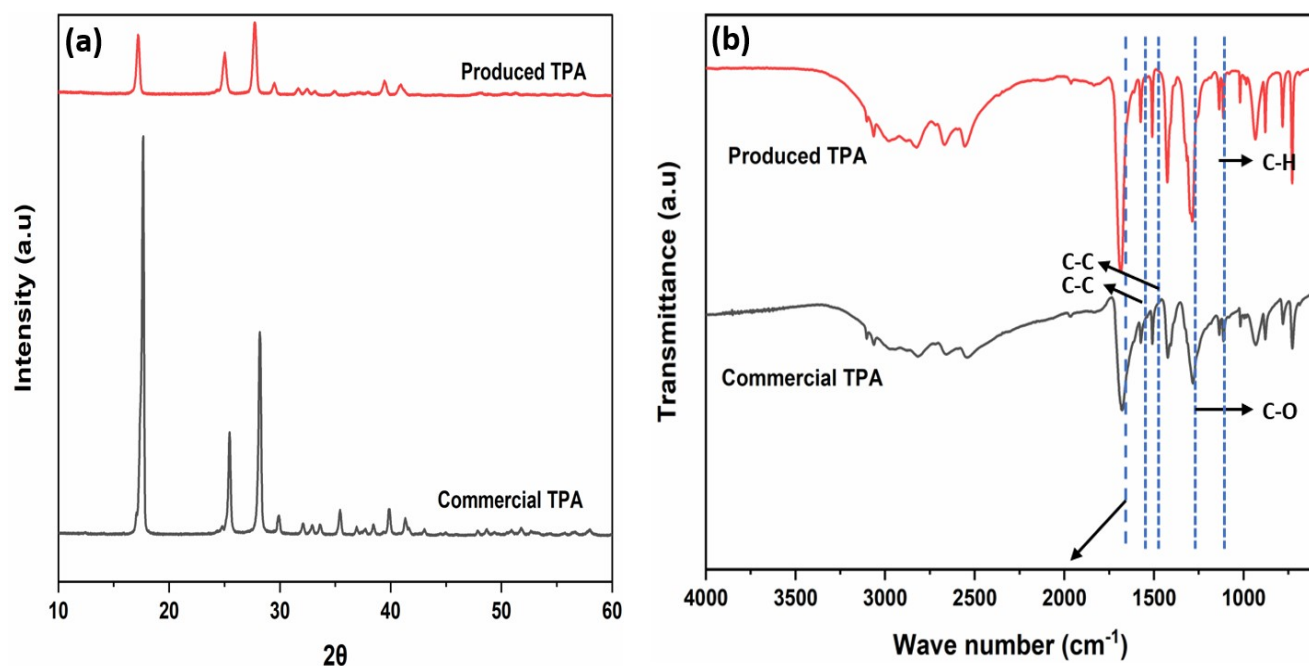 (a)
Produced TPA
Commercial TPA
Intensity (a.u)
10 20 30 40 50 60
2θ
(b)
Produced TPA
C-H
C-C
C-C
Commercial TPA
C-O
Transmittance (a.u)
4000 3500 3000 2500 2000 1500 1000
Wave number (cm⁻¹)